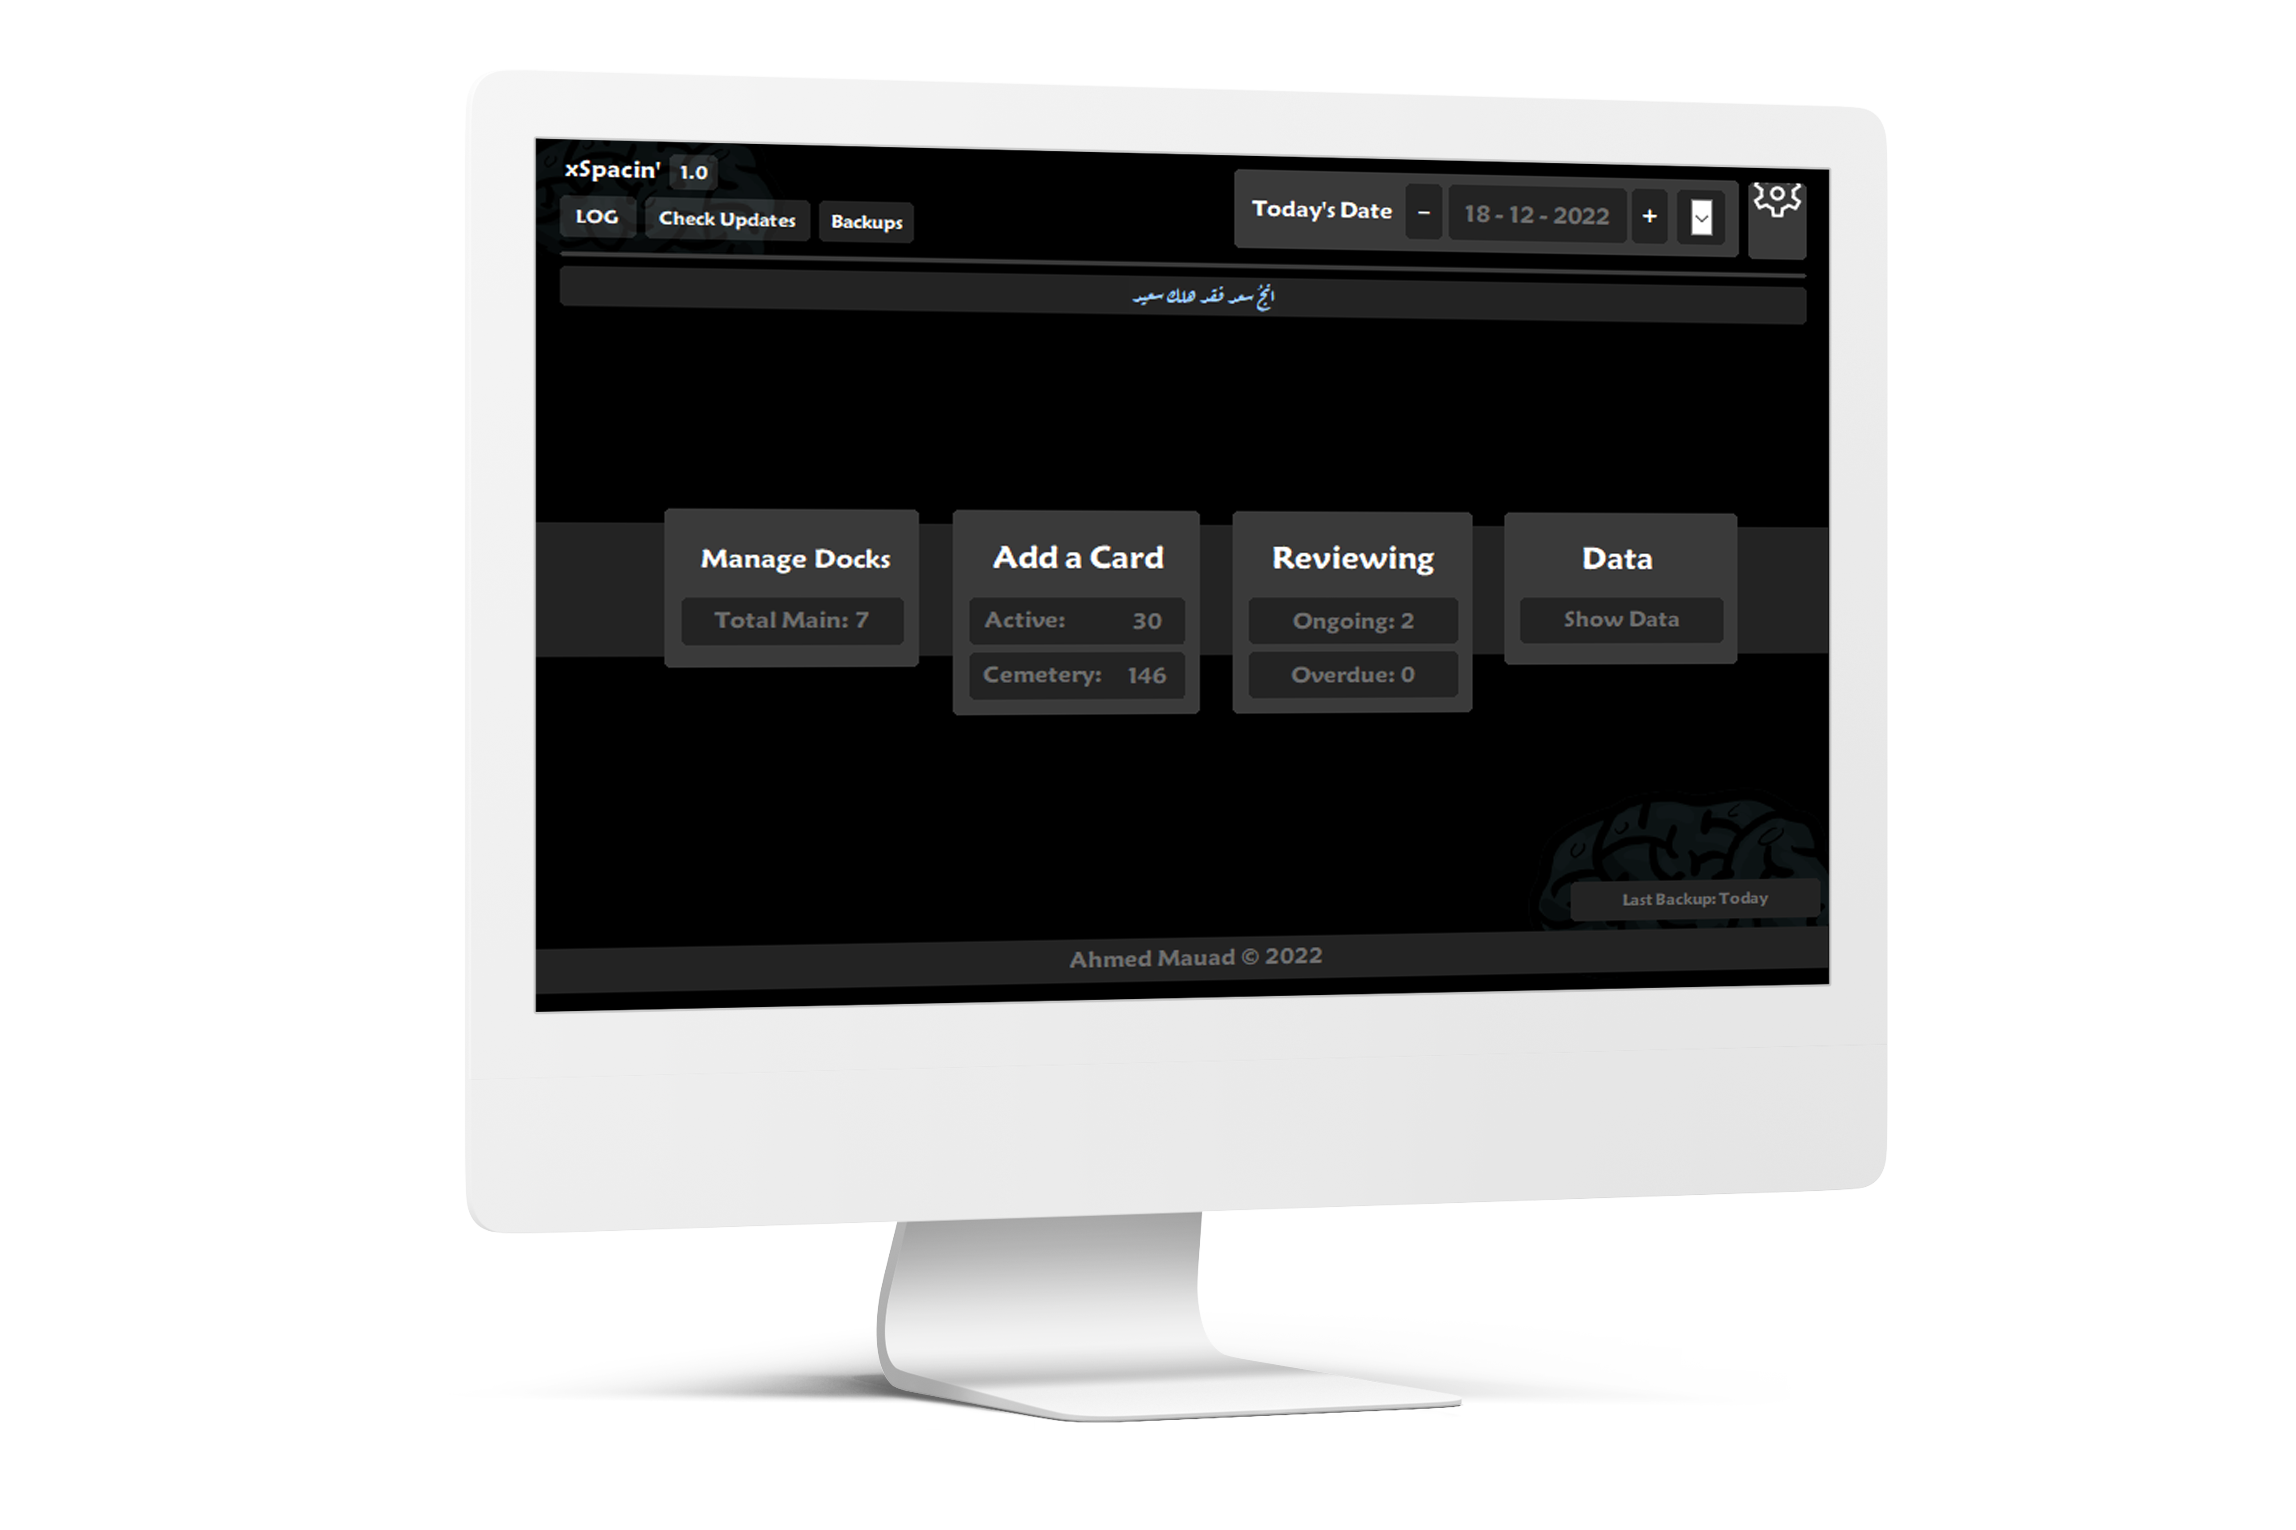 xSpacin' 1.0
LOG Check Updates Backups
Today's Date − 18 - 12 - 2022 +
انجُ سعد فقد هلك سعيد
Manage Docks
Total Main: 7
Add a Card
Active: 30
Cemetery: 146
Reviewing
Ongoing: 2
Overdue: 0
Data
Show Data
Last Backup: Today
Ahmed Mauad © 2022